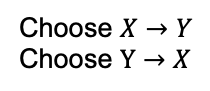 Choose X → Y
Choose Y → X